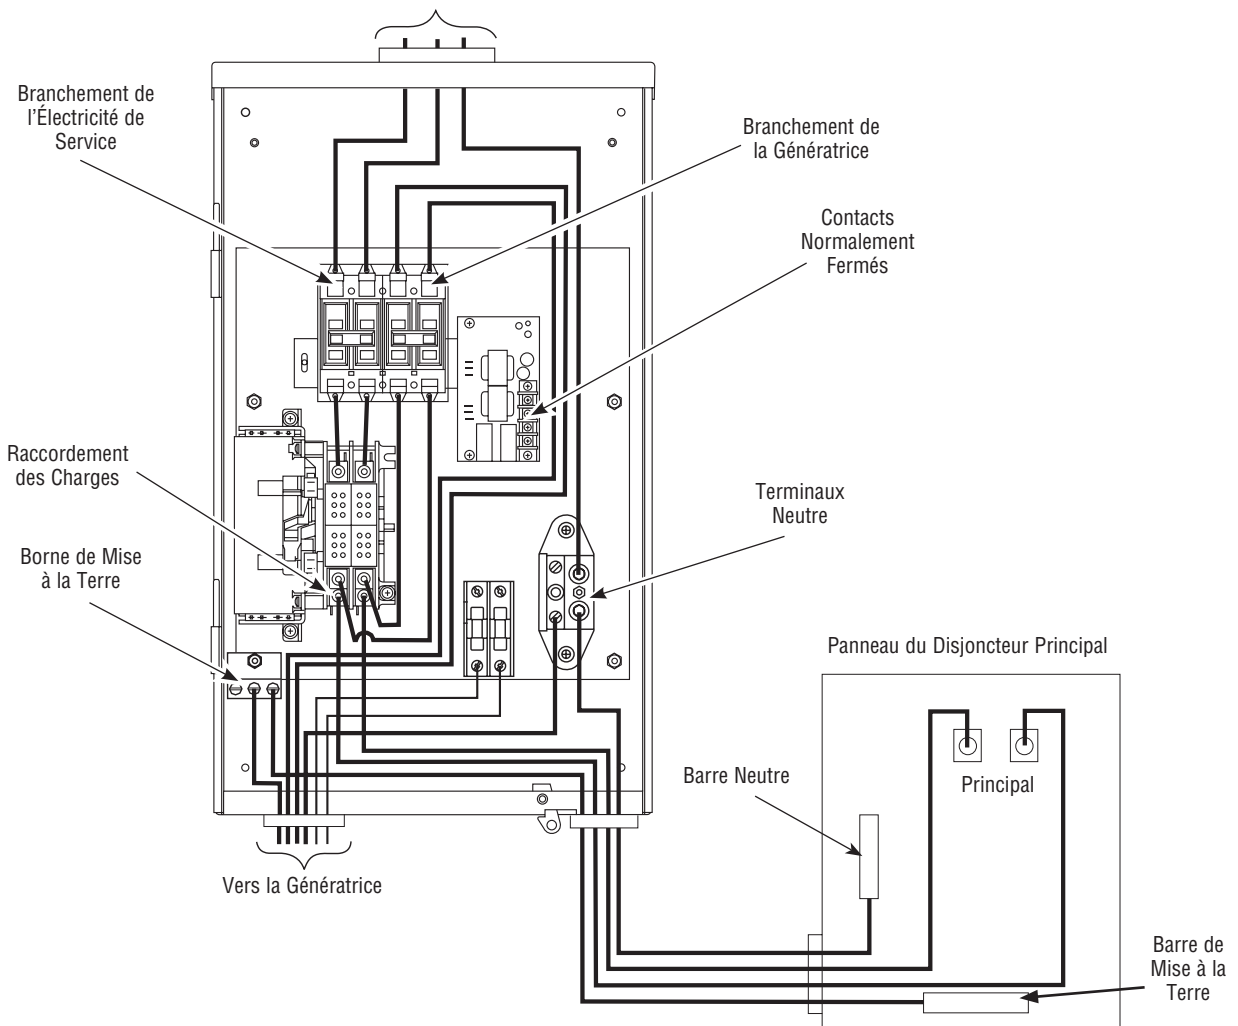 Branchement de
l'Électricité de
Service
Branchement de
la Génératrice
Contacts
Normalement
Fermés
Raccordement
des Charges
Terminaux
Neutre
Borne de Mise
à la Terre
Panneau du Disjoncteur Principal
Barre Neutre
Principal
Vers la Génératrice
Barre de
Mise à la
Terre